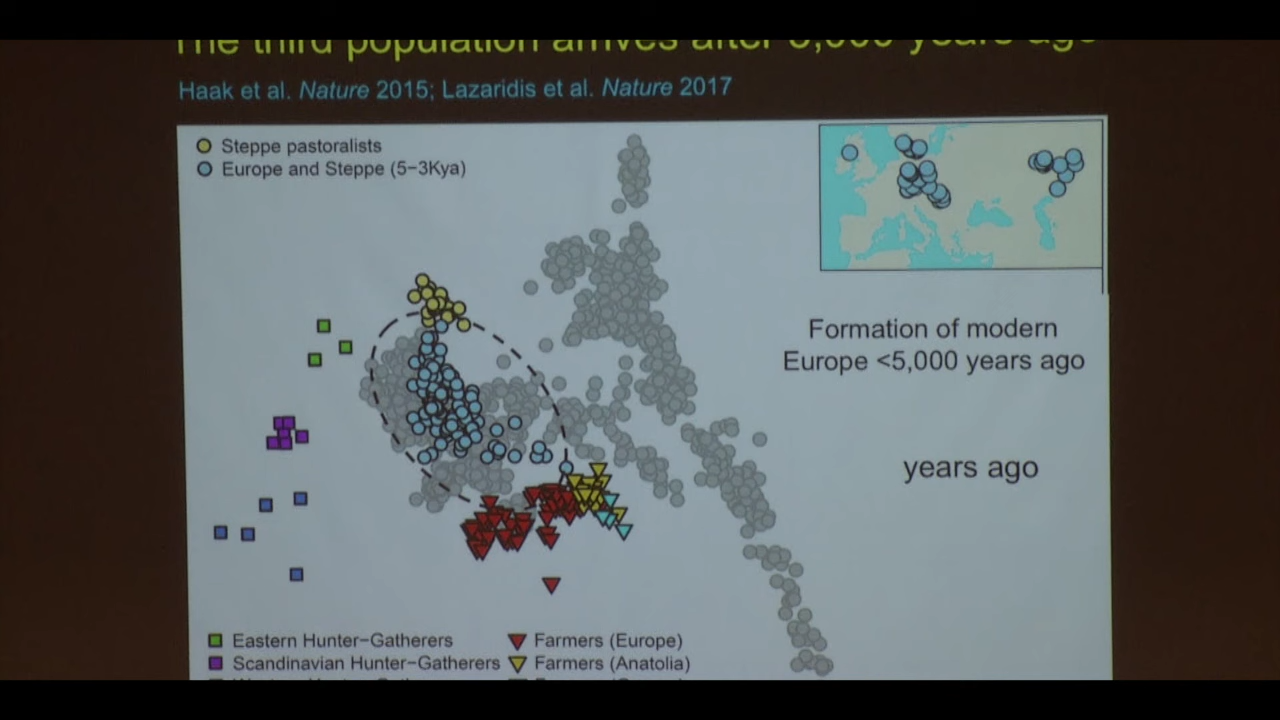 The third population arrives after 5,000 years ago
Haak et al. Nature 2015; Lazaridis et al. Nature 2017
Steppe pastoralists
Europe and Steppe (5−3Kya)
Formation of modern
Europe <5,000 years ago
years ago
Eastern Hunter−Gatherers
Scandinavian Hunter−Gatherers
Farmers (Europe)
Farmers (Anatolia)